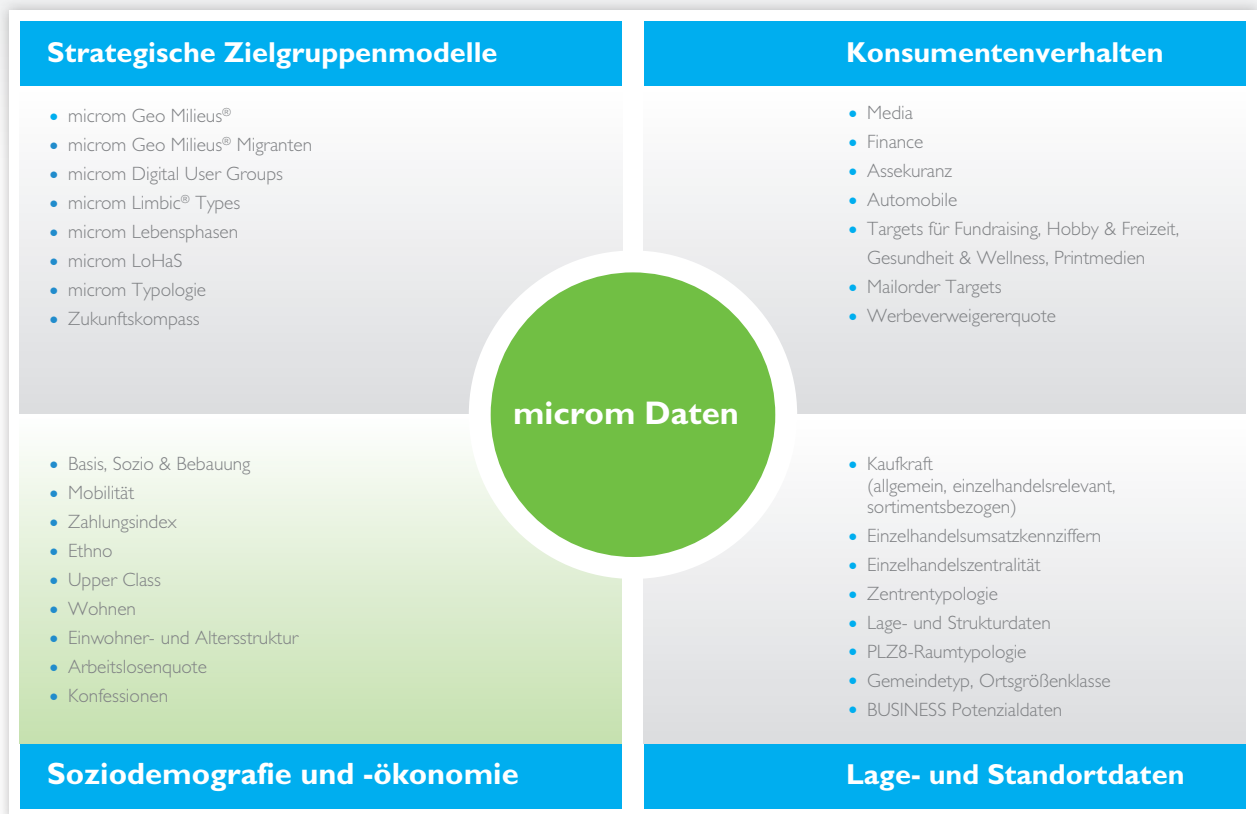 Strategische Zielgruppenmodelle
• microm Geo Milieus®
• microm Geo Milieus® Migranten
• microm Digital User Groups
• microm Limbic® Types
• microm Lebensphasen
• microm LoHaS
• microm Typologie
• Zukunftskompass
Konsumentenverhalten
• Media
• Finance
• Assekuranz
• Automobile
• Targets für Fundraising, Hobby & Freizeit,
Gesundheit & Wellness, Printmedien
• Mailorder Targets
• Werbeverweigererquote
microm Daten
• Basis, Sozio & Bebauung
• Mobilität
• Zahlungsindex
• Ethno
• Upper Class
• Wohnen
• Einwohner- und Altersstruktur
• Arbeitslosenquote
• Konfessionen
Soziodemografie und -ökonomie
• Kaufkraft
(allgemein, einzelhandelsrelevant,
sortimentsbezogen)
• Einzelhandelsumsatzkennziffern
• Einzelhandelszentralität
• Zentrentypologie
• Lage- und Strukturdaten
• PLZ8-Raumtypologie
• Gemeindetyp, Ortsgrößenklasse
• BUSINESS Potenzialdaten
Lage- und Standortdaten